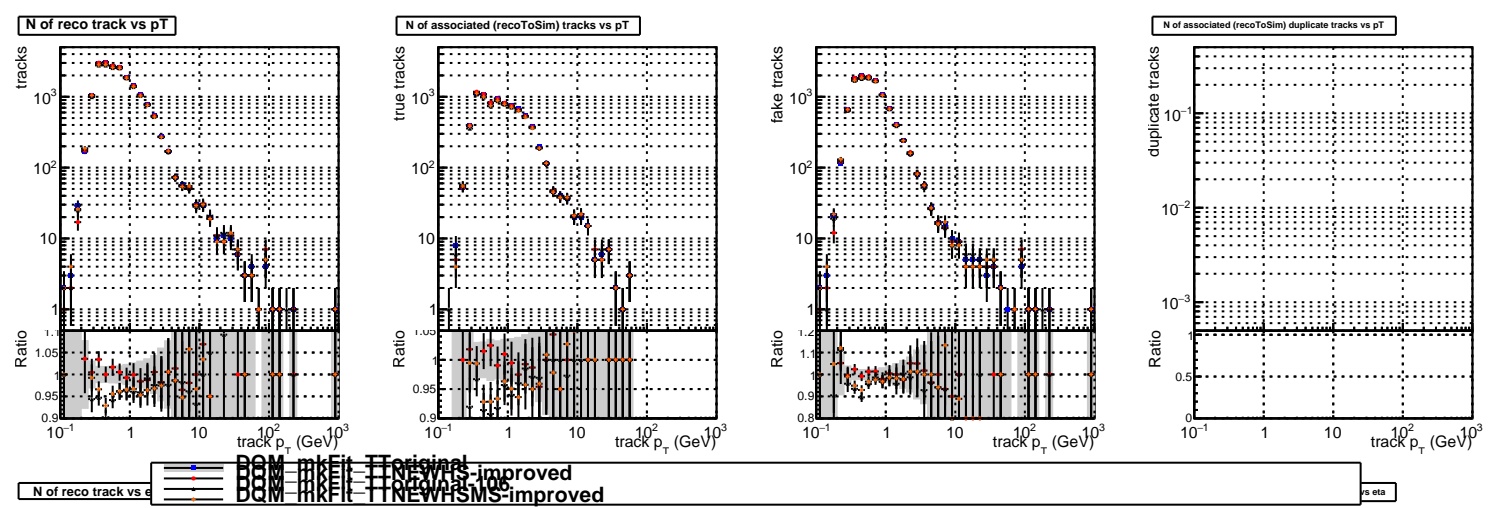 N of reco track vs pT
N of associated (recoToSim) tracks vs pT
N of associated (recoToSim) duplicate tracks vs pT
tracks
10³
10²
10
1
Ratio
1.1
1.05
1
0.95
0.9
10⁻¹ 1 10 10² 10³
track p_T (GeV)
true tracks
10³
10²
10
1
Ratio
1.05
1
0.95
0.9
10⁻¹ 1 10 10² 10³
track p_T (GeV)
fake tracks
10³
10²
10
1
Ratio
1.2
1.1
1
0.9
0.8
10⁻¹ 1 10 10² 10³
track p_T (GeV)
duplicate tracks
10⁻¹
10⁻²
10⁻³
Ratio
1
0.5
0
10⁻¹ 1 10 10² 10³
track p_T (GeV)
DQM_mkFit_TToriginal
DQM_mkFit_TTNEWHS-improved
DQM_mkFit_TToriginal-106
DQM_mkFit_TTNEWHSMS-improved
N of reco track vs e
vs eta